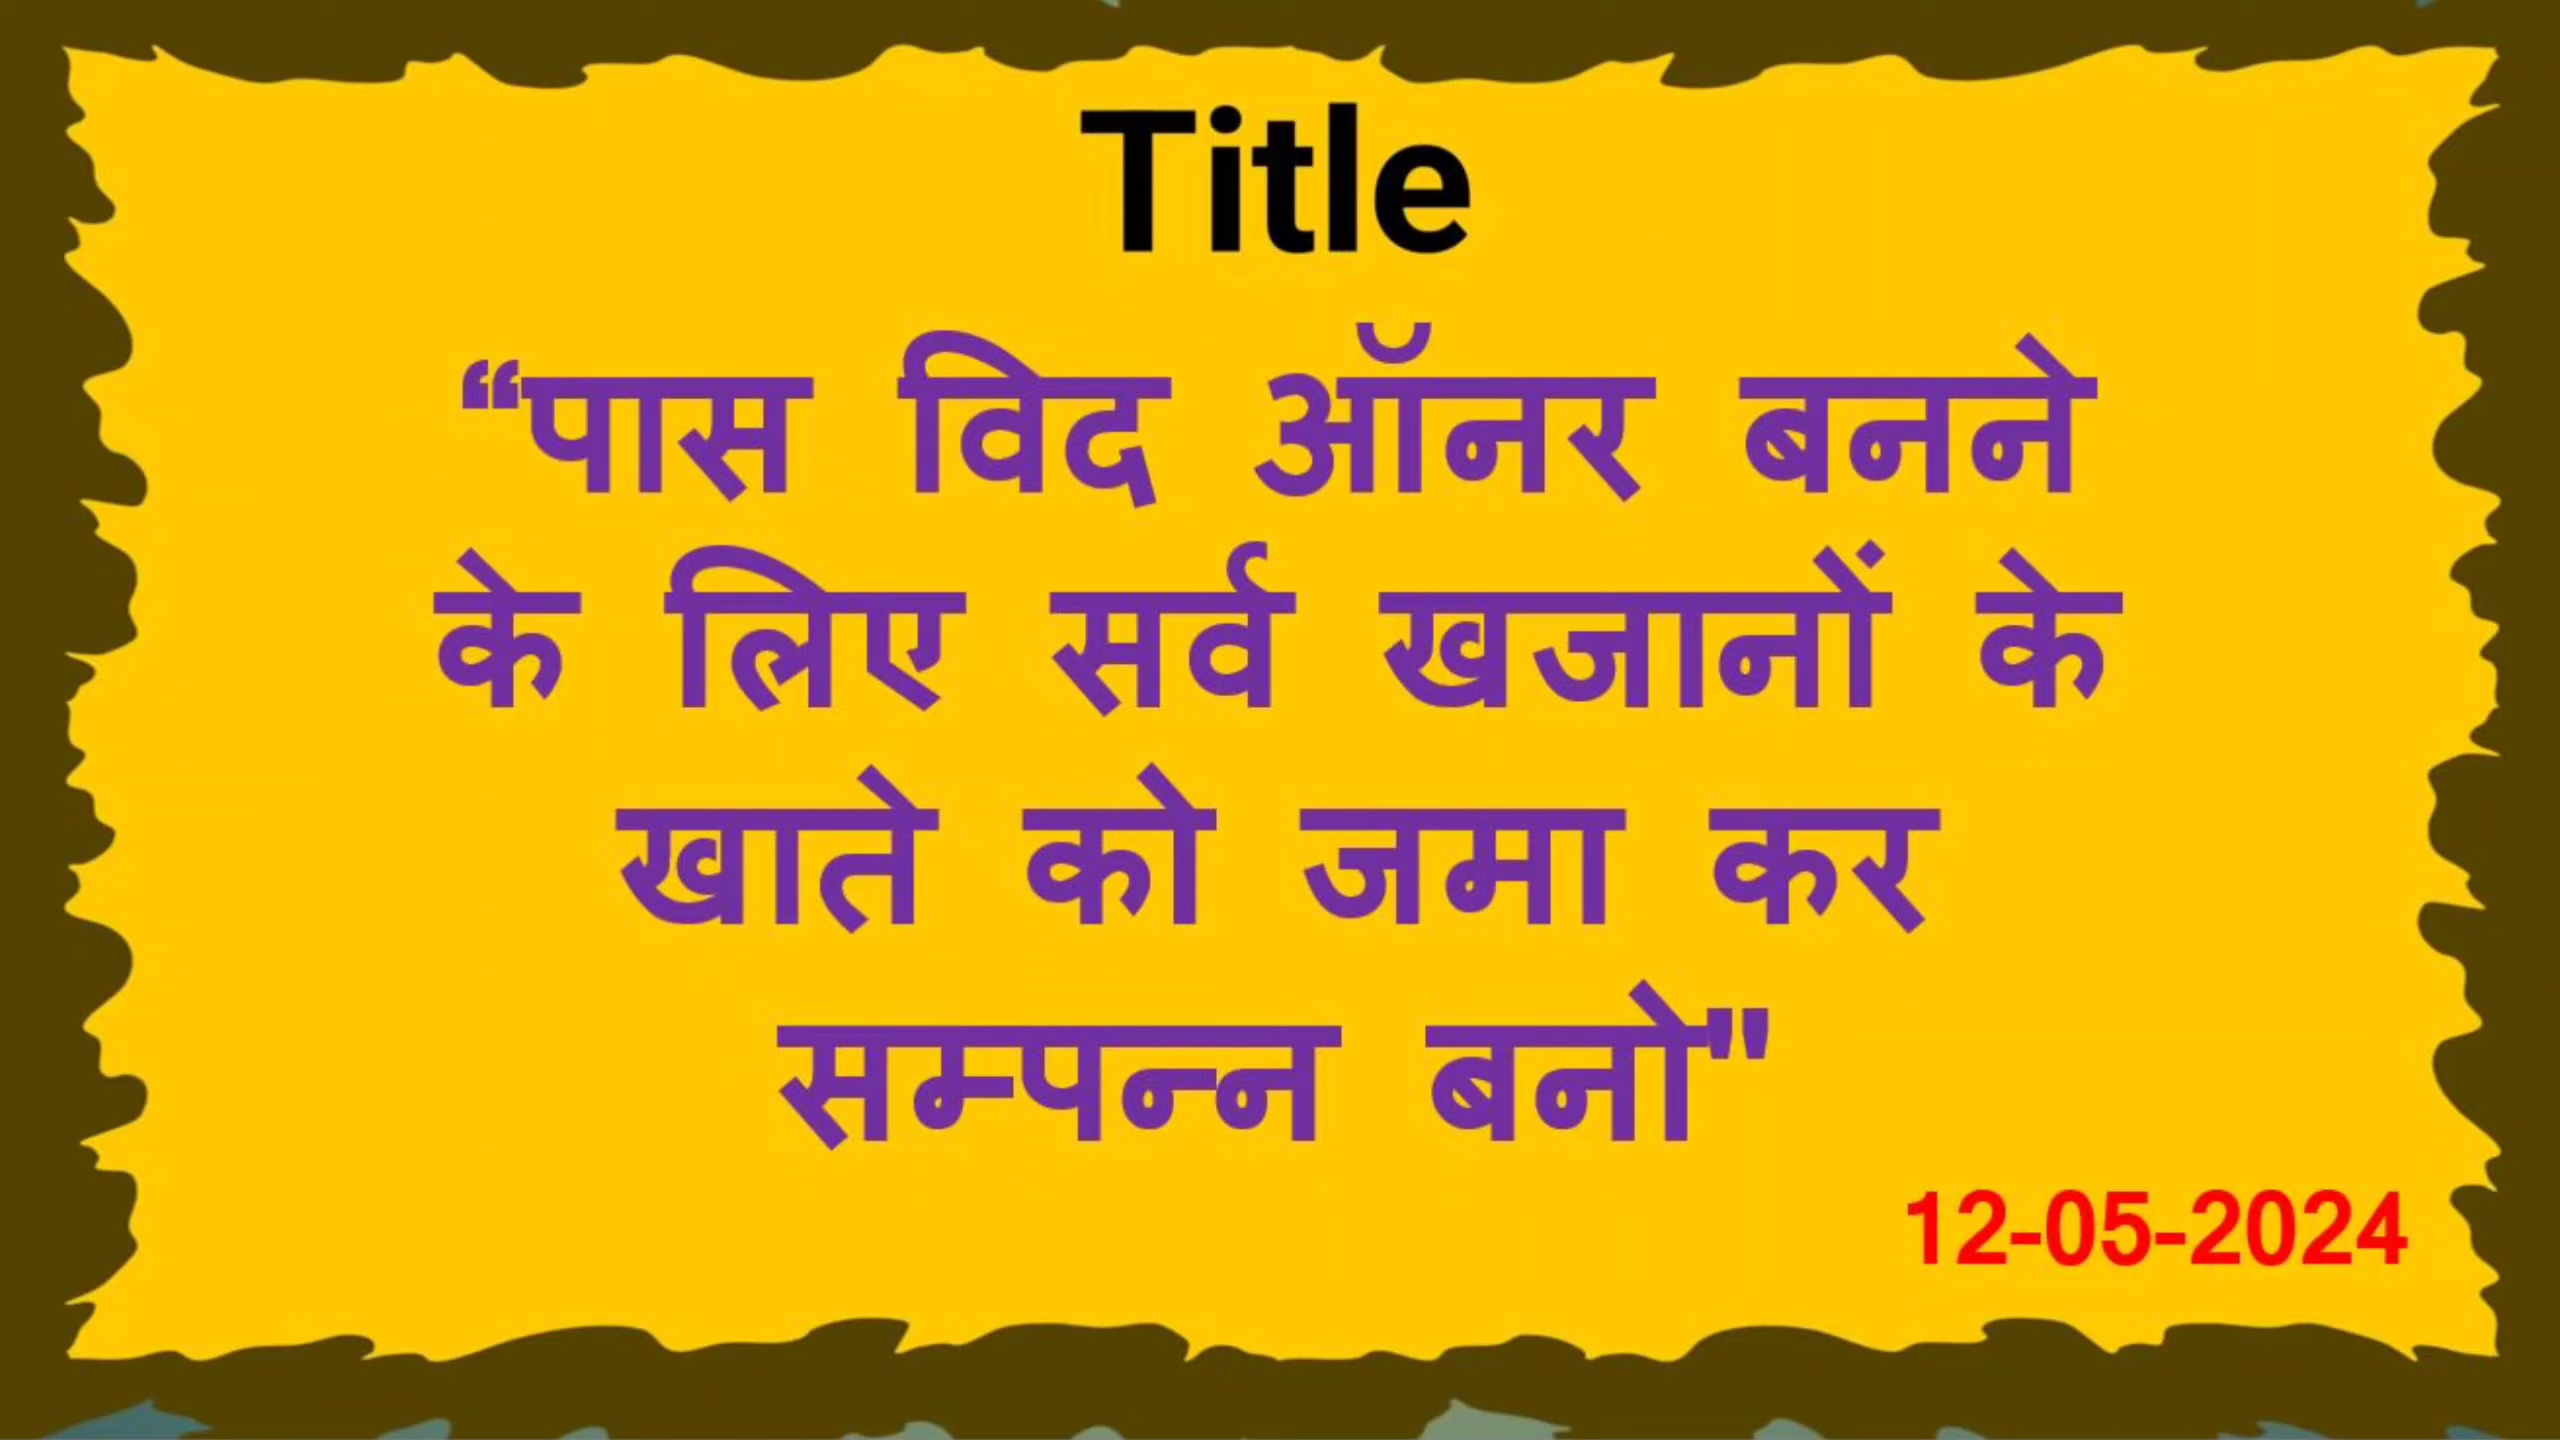 Title
“पास विद ऑनर बनने
के लिए सर्व खजानों के
खाते को जमा कर
सम्पन्न बनो"
12-05-2024